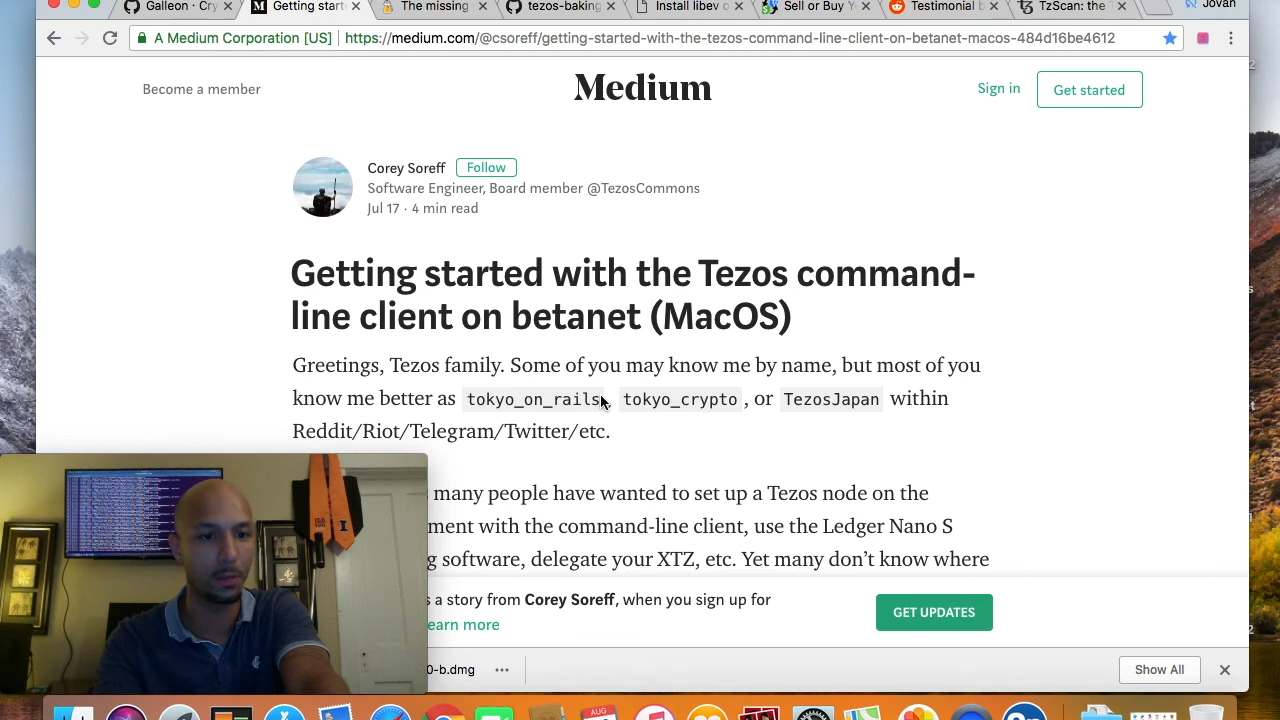 Galleon · Cry
Getting start
The missing
tezos-baking
Install libev o
Sell or Buy Y
Testimonial b
TzScan: the
Jovan
A Medium Corporation [US]
https://medium.com/@csoreff/getting-started-with-the-tezos-command-line-client-on-betanet-macos-484d16be4612
Become a member
Medium
Sign in
Get started
Corey Soreff
Follow
Software Engineer, Board member @TezosCommons
Jul 17 · 4 min read
Getting started with the Tezos command-
line client on betanet (MacOS)
Greetings, Tezos family. Some of you may know me by name, but most of you
know me better as tokyo_on_rails tokyo_crypto , or TezosJapan within
Reddit/Riot/Telegram/Twitter/etc.
many people have wanted to set up a Tezos node on the
ment with the command-line client, use the Ledger Nano S
g software, delegate your XTZ, etc. Yet many don’t know where
s a story from Corey Soreff, when you sign up for
earn more
GET UPDATES
0-b.dmg
Show All
AUG